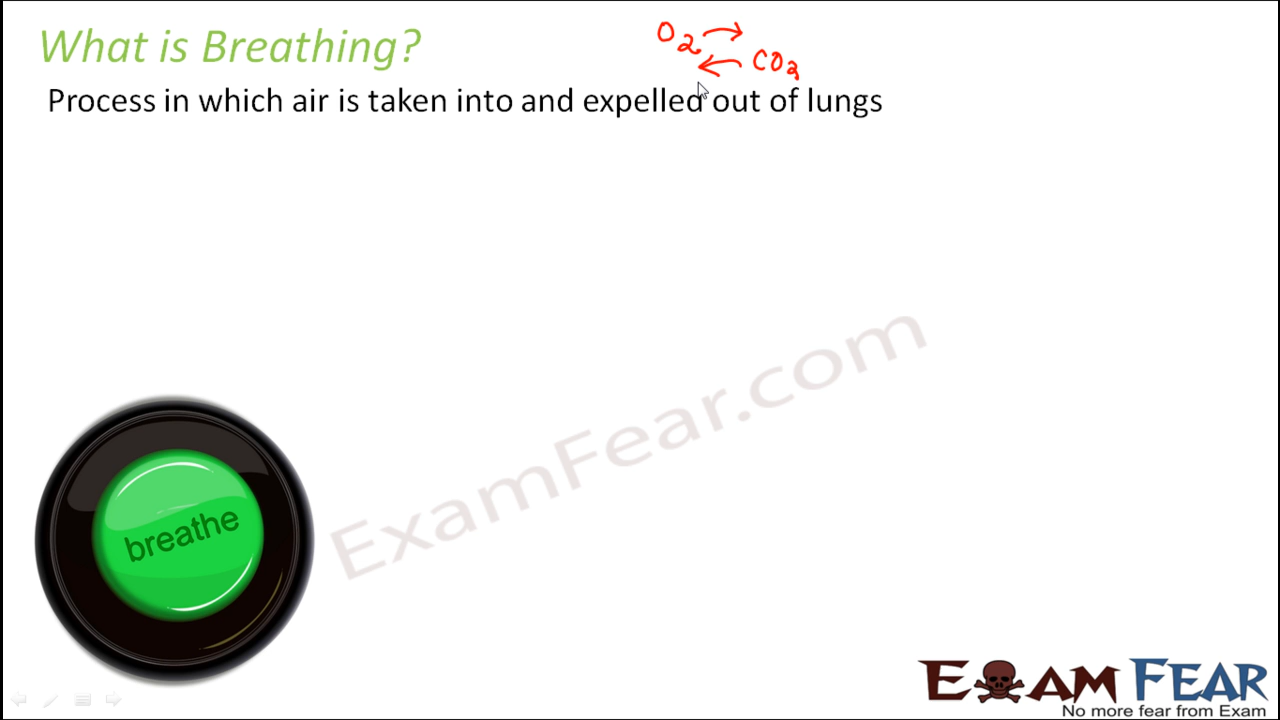 What is Breathing?
O2 → ← CO2
Process in which air is taken into and expelled out of lungs
ExamFear.com
breathe
EXAM FEAR
No more fear from Exam